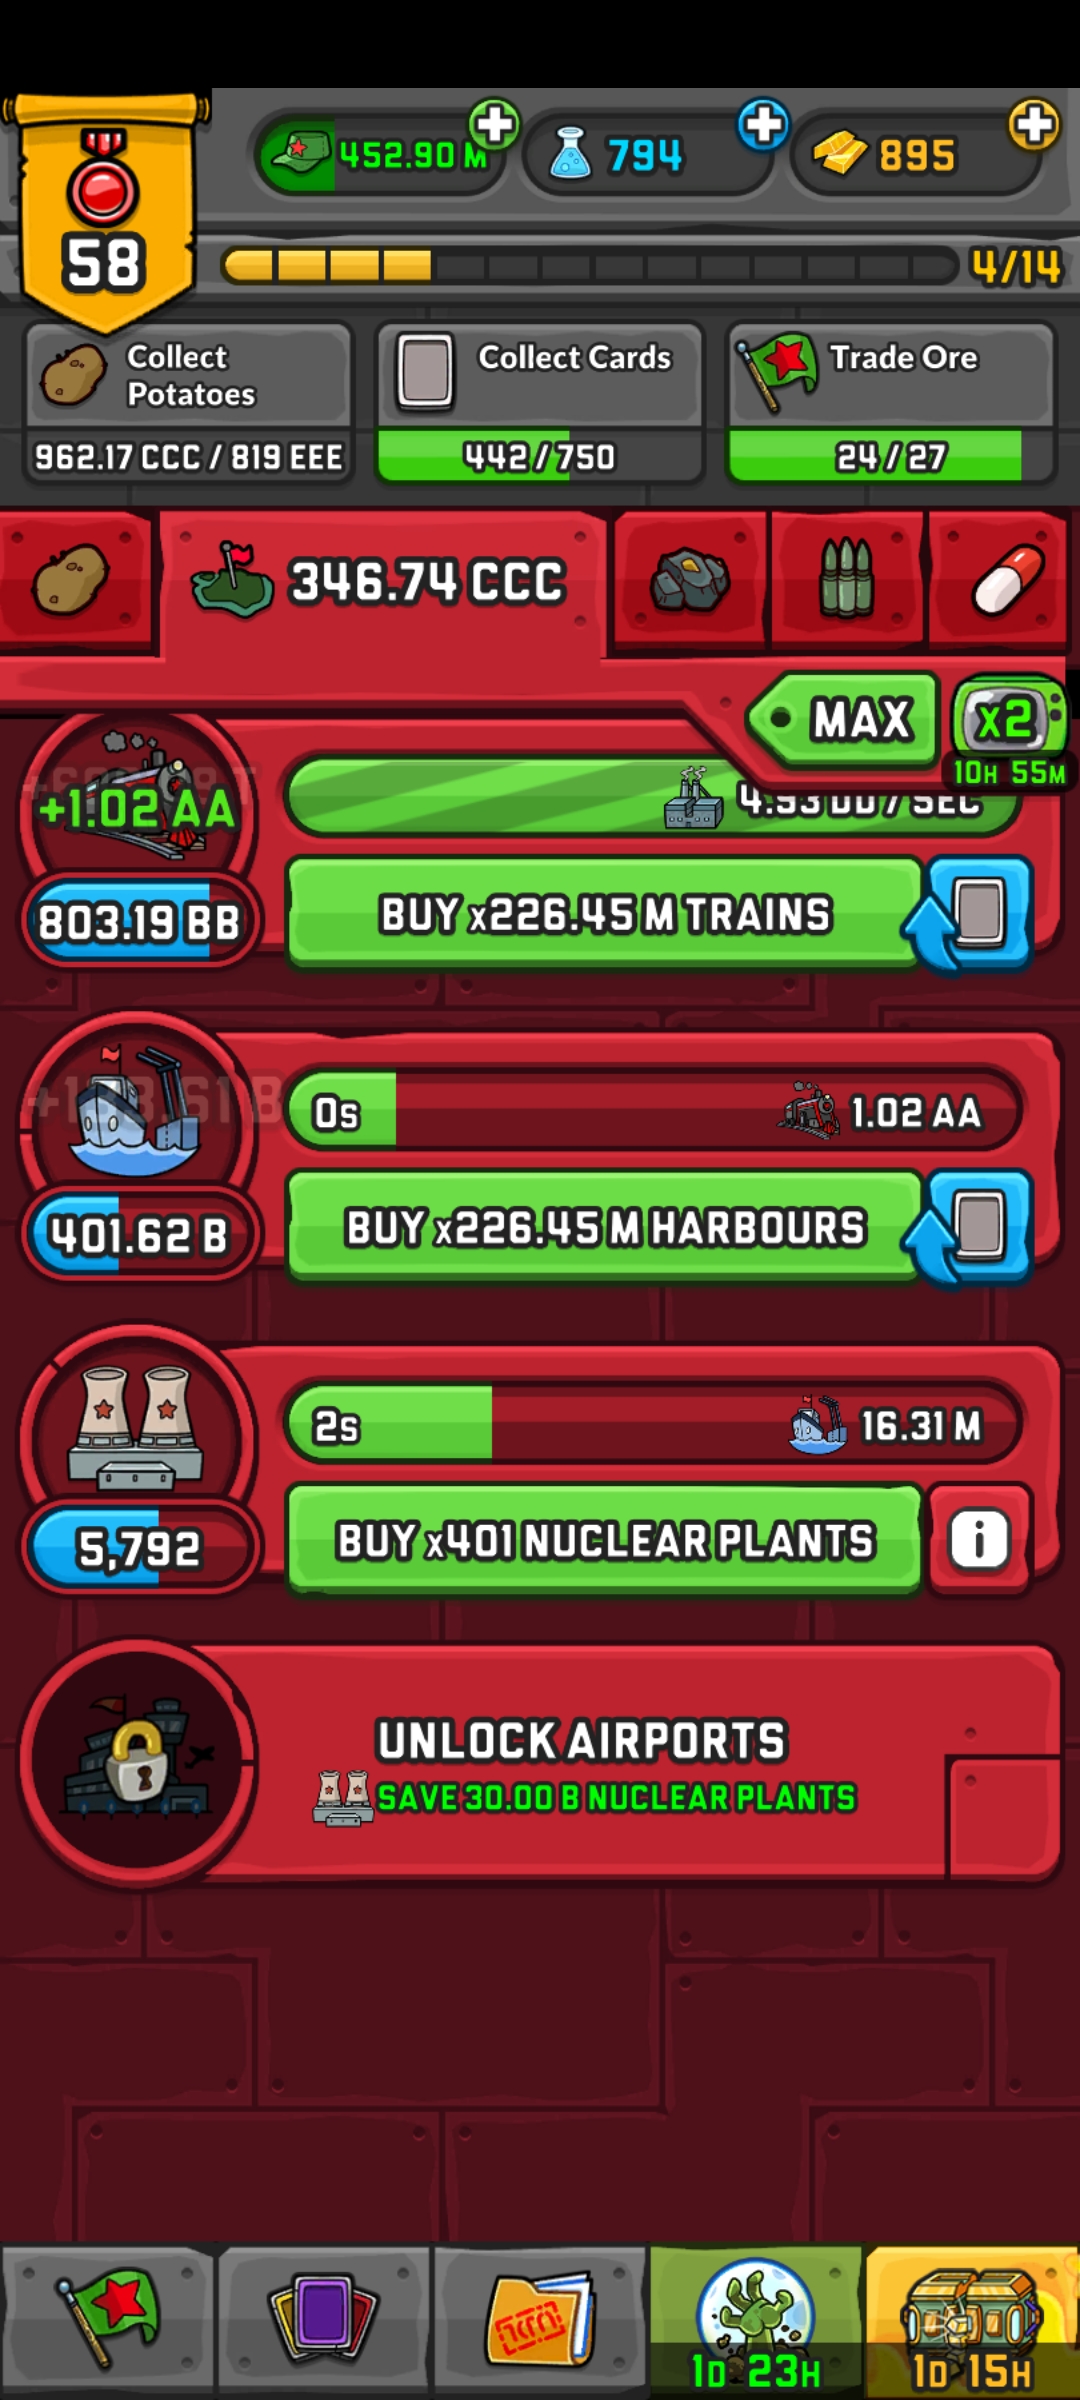 452.90 M
794
895
58
4/14
Collect
Potatoes
962.17 CCC / 819 EEE
Collect Cards
442/750
Trade Ore
24/27
346.74 CCC
MAX
x2
10H 55M
+1.02 AA
803.19 BB
BUY x226.45 M TRAINS
0s
1.02 AA
401.62 B
BUY x226.45 M HARBOURS
2s
16.31 M
5,792
BUY x401 NUCLEAR PLANTS
i
UNLOCK AIRPORTS
SAVE 30.00 B NUCLEAR PLANTS
1D 23H
1D 15H